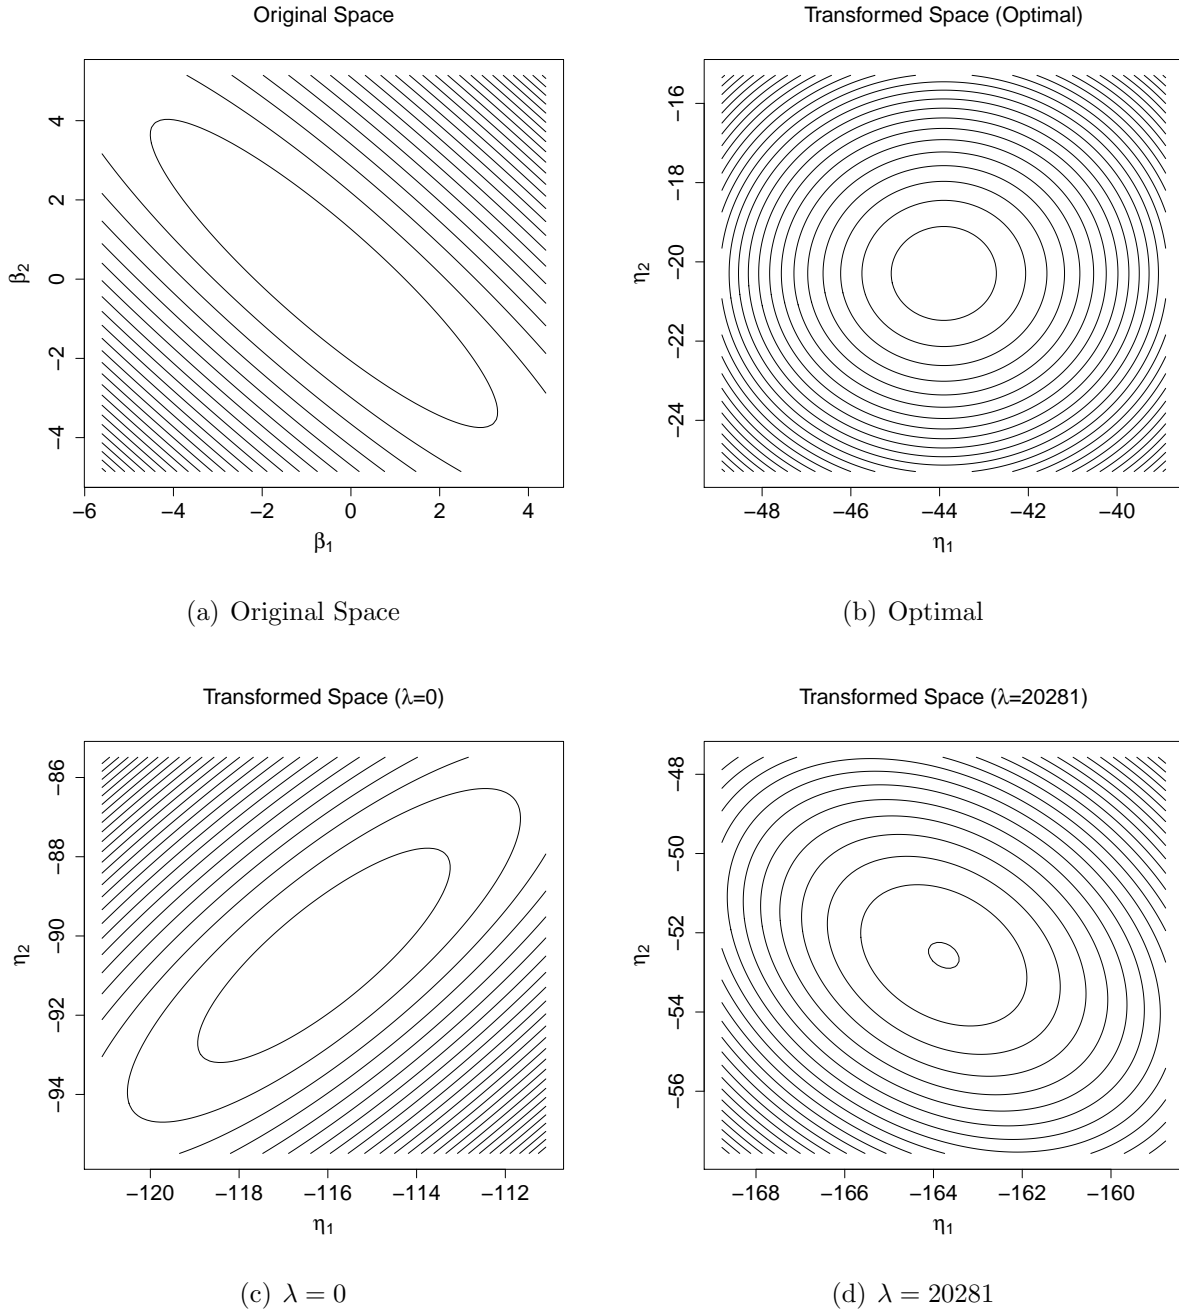 Original Space
Transformed Space (Optimal)
4
2
0
−2
−4
β2
−6 −4 −2 0 2 4
β1
−16
−18
−20
−22
−24
η2
−48 −46 −44 −42 −40
η1
(a) Original Space
(b) Optimal
Transformed Space (λ=0)
Transformed Space (λ=20281)
−86
−88
−90
−92
−94
η2
−120 −118 −116 −114 −112
η1
−48
−50
−52
−54
−56
η2
−168 −166 −164 −162 −160
η1
(c) λ = 0
(d) λ = 20281